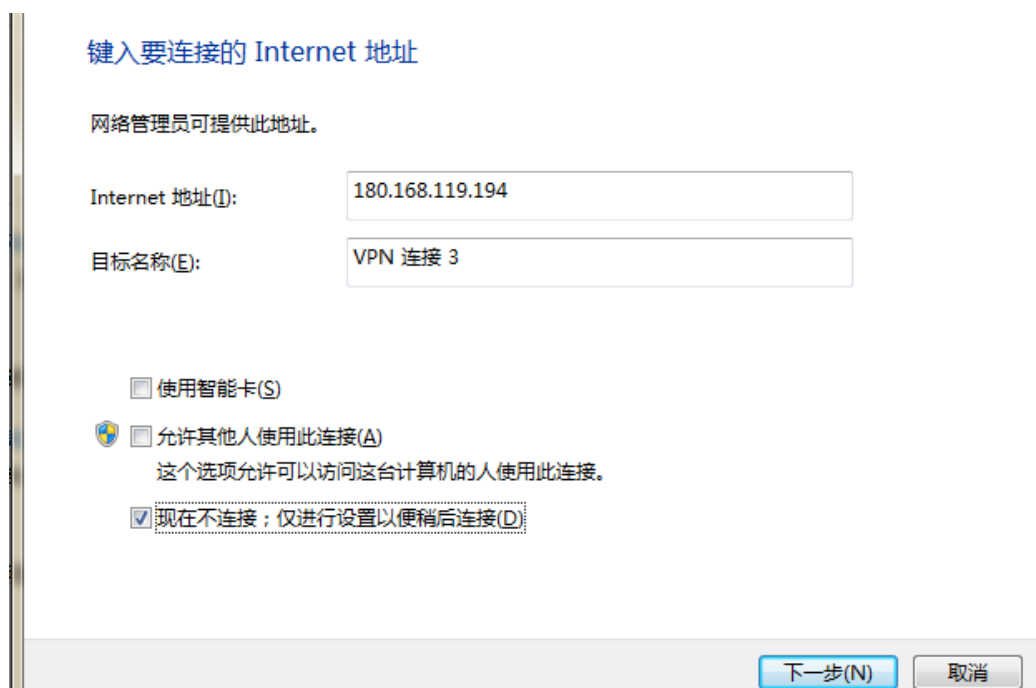 键入要连接的 Internet 地址
网络管理员可提供此地址。
Internet 地址(I): 180.168.119.194
目标名称(E): VPN 连接 3
使用智能卡(S)
允许其他人使用此连接(A)
这个选项允许可以访问这台计算机的人使用此连接。
现在不连接；仅进行设置以便稍后连接(D)
下一步(N) 取消